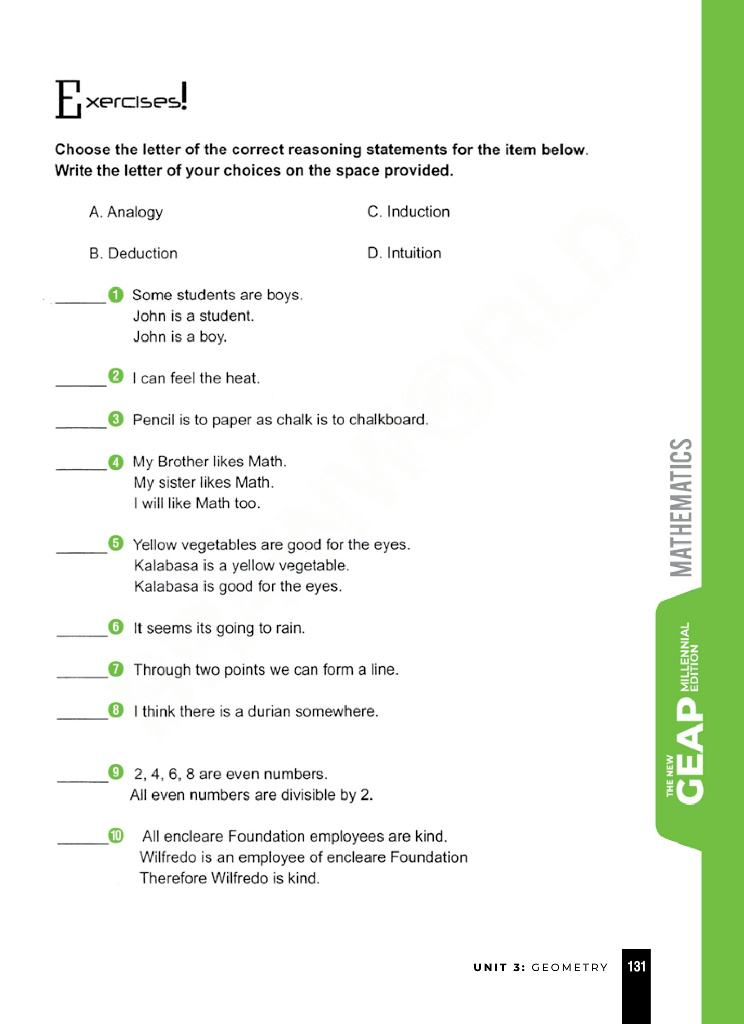 Exercises!
Choose the letter of the correct reasoning statements for the item below.
Write the letter of your choices on the space provided.
A. Analogy
C. Induction
B. Deduction
D. Intuition
______ 1 Some students are boys.
John is a student.
John is a boy.
______ 2 I can feel the heat.
______ 3 Pencil is to paper as chalk is to chalkboard.
______ 4 My Brother likes Math.
My sister likes Math.
I will like Math too.
______ 5 Yellow vegetables are good for the eyes.
Kalabasa is a yellow vegetable.
Kalabasa is good for the eyes.
______ 6 It seems its going to rain.
______ 7 Through two points we can form a line.
______ 8 I think there is a durian somewhere.
______ 9 2, 4, 6, 8 are even numbers.
All even numbers are divisible by 2.
______ 10 All encleare Foundation employees are kind.
Wilfredo is an employee of encleare Foundation
Therefore Wilfredo is kind.
MATHEMATICS
THE NEW
GEAP
MILLENNIAL
EDITION
UNIT 3: GEOMETRY
131